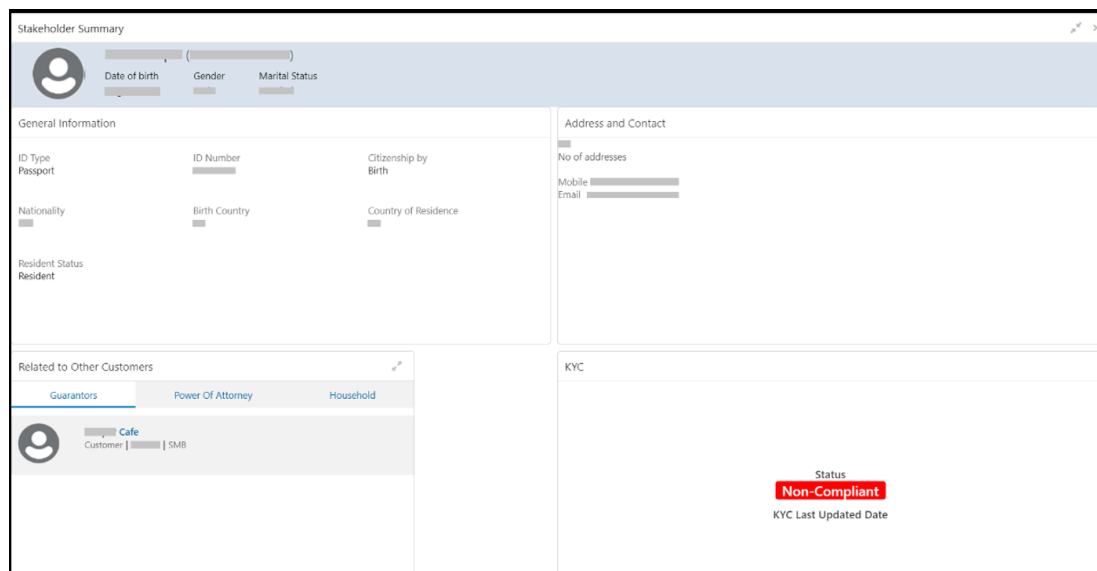 Stakeholder Summary
( )
Date of birth Gender Marital Status
General Information
ID Type ID Number Citizenship by
Passport Birth
Nationality Birth Country Country of Residence
Resident Status
Resident
Address and Contact
No of addresses
Mobile
Email
Related to Other Customers
Guarantors Power Of Attorney Household
Cafe
Customer | | SMB
KYC
Status
Non-Compliant
KYC Last Updated Date